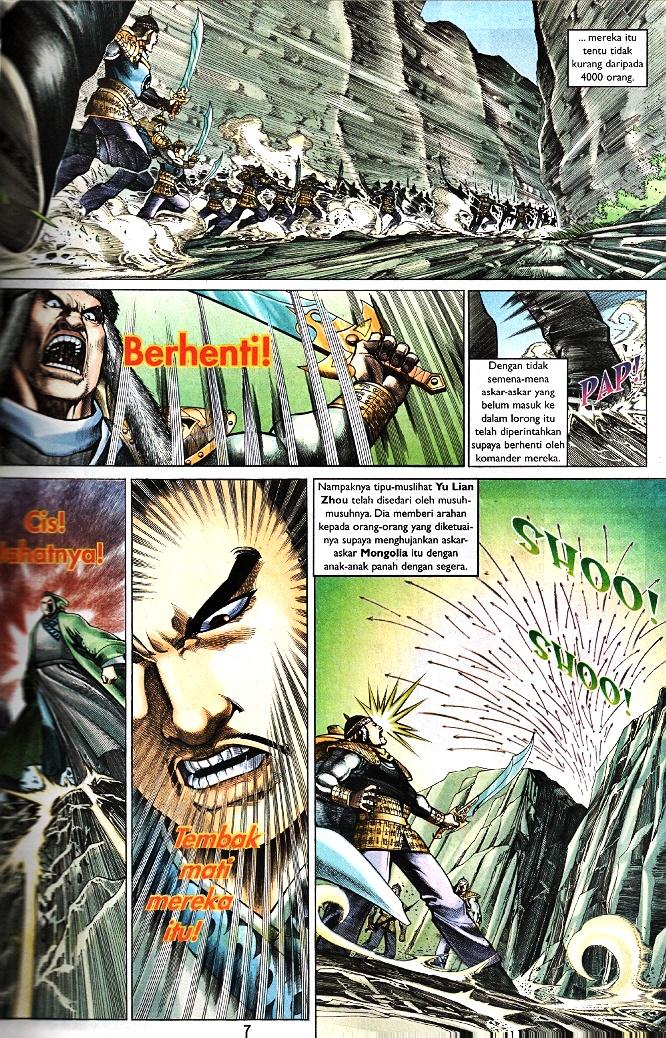 ... mereka itu
tentu tidak
kurang daripada
4000 orang.
Berhenti!
Dengan tidak
semena-mena
askar-askar yang
belum masuk ke
dalam lorong itu
telah diperintahkan
supaya berhenti oleh
komander mereka.
PAP!
Cis!
Nampaknya tipu-muslihat Yu Lian
Zhou telah disedari oleh musuh-
musuhnya. Dia memberi arahan
kepada orang-orang yang diketuai-
nya supaya menghujankan askar-
askar Mongolia itu dengan
anak-anak panah dengan segera.
SHOO!
SHOO!
Tembak
mati
mereka
itu!
7